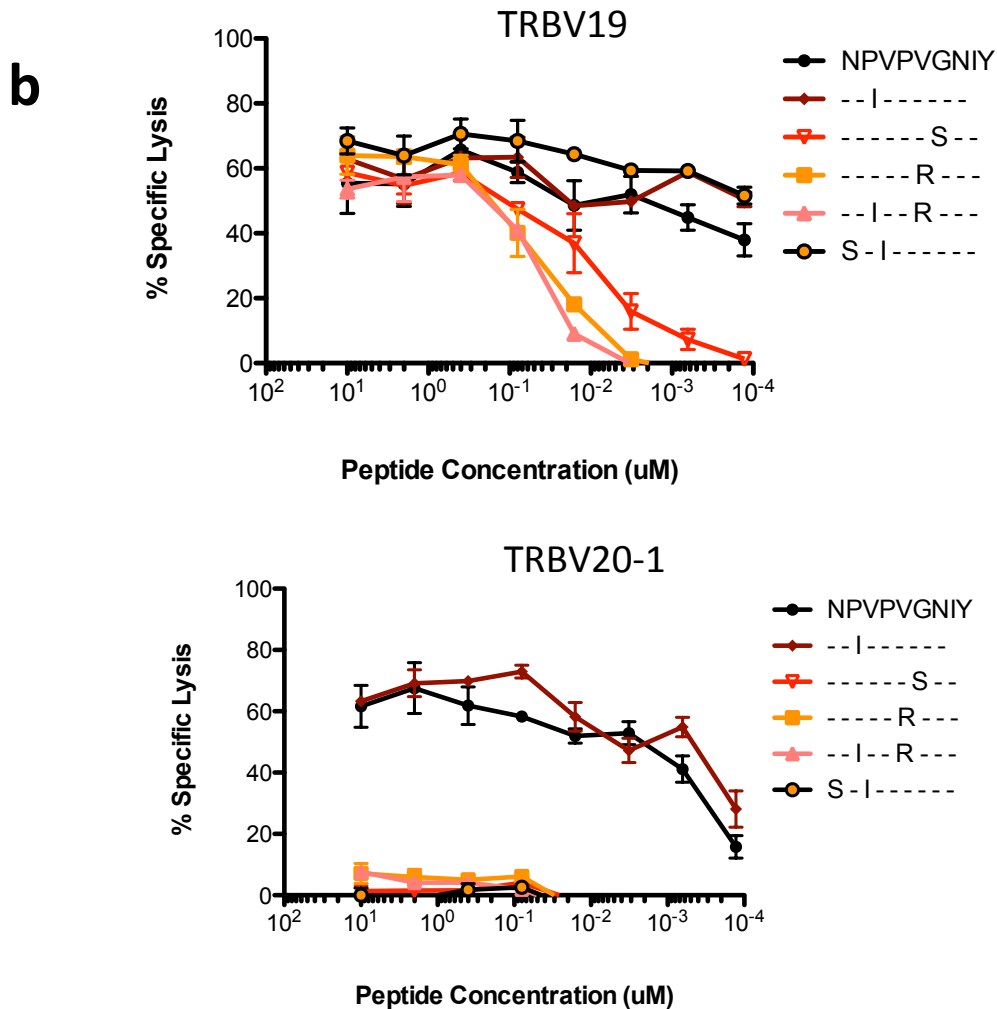 b
TRBV19
% Specific Lysis
100
80
60
40
20
0
10² 10¹ 10⁰ 10⁻¹ 10⁻² 10⁻³ 10⁻⁴
Peptide Concentration (uM)
NPVPVGNIY
--I------
------S--
-----R---
--I--R---
S-I------
TRBV20-1
% Specific Lysis
100
80
60
40
20
0
10² 10¹ 10⁰ 10⁻¹ 10⁻² 10⁻³ 10⁻⁴
Peptide Concentration (uM)
NPVPVGNIY
--I------
------S--
-----R---
--I--R---
S-I------